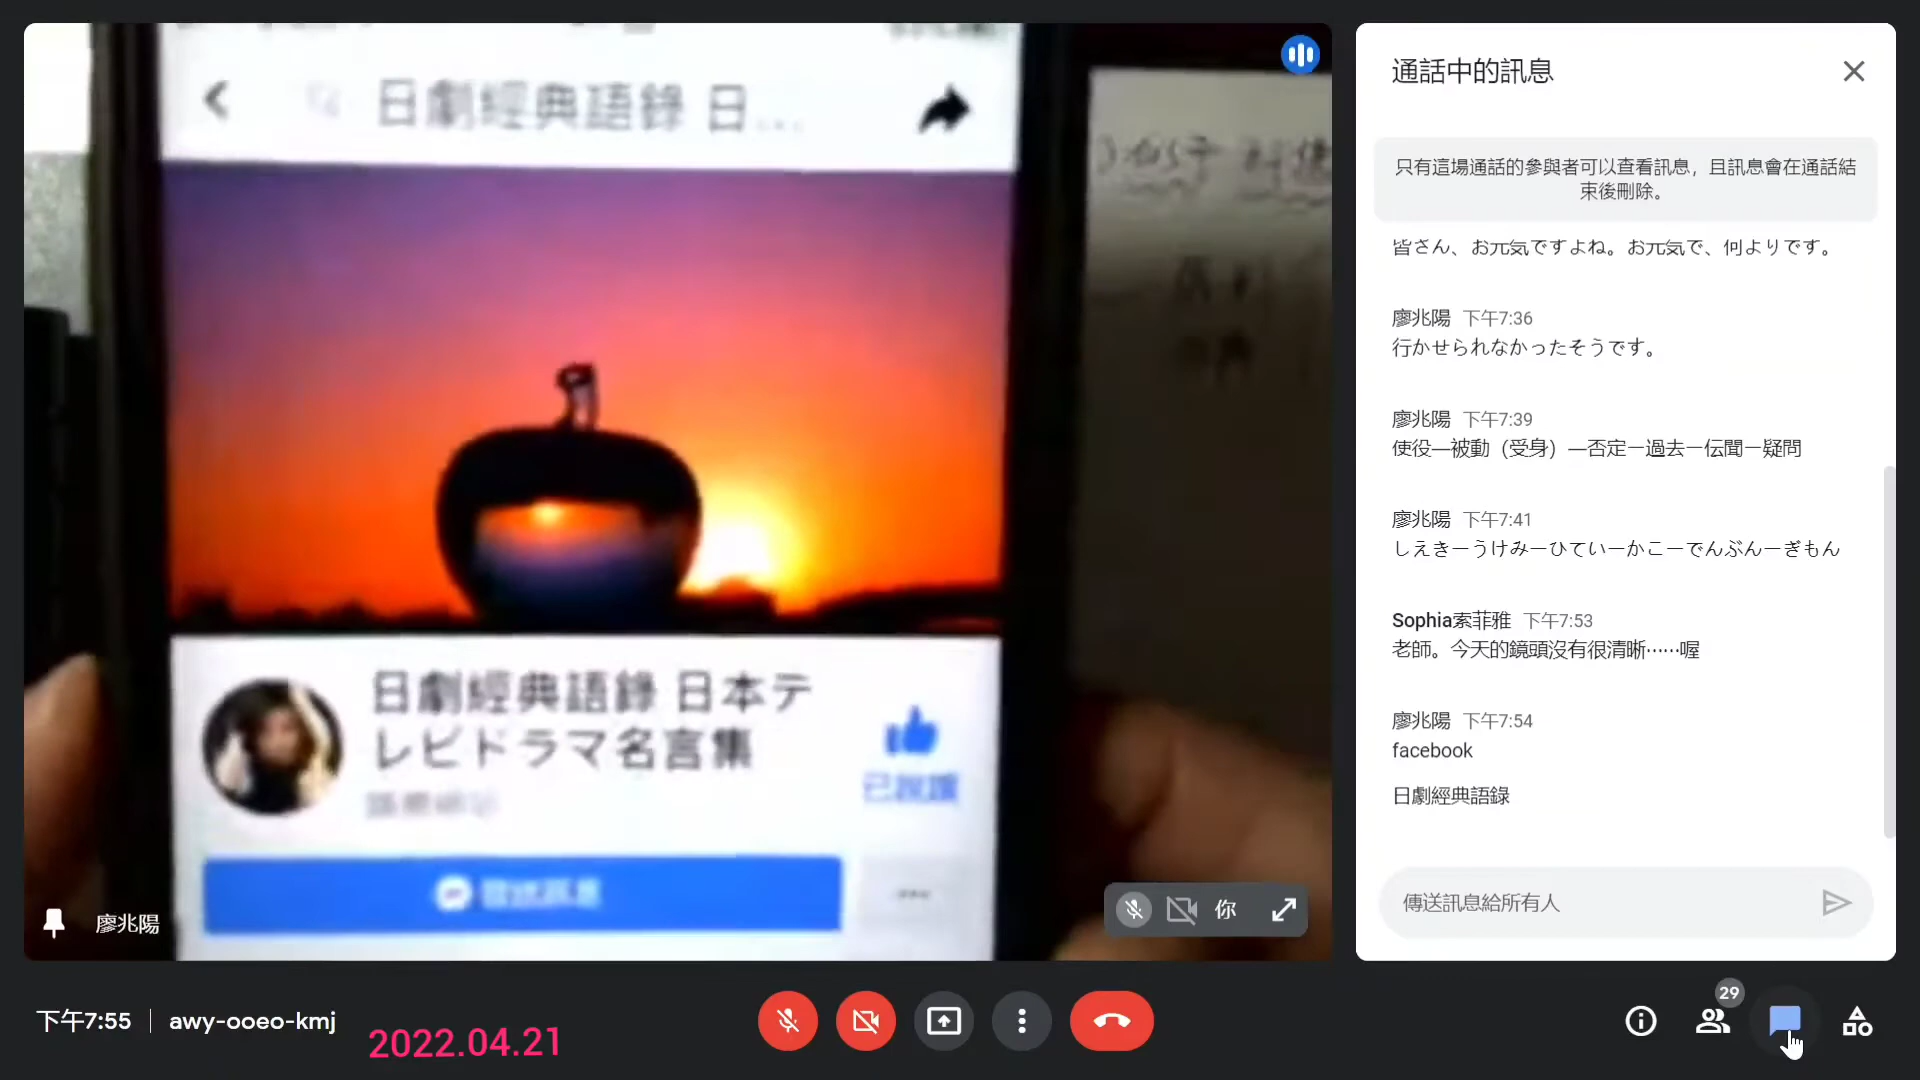 日劇經典語錄 日...
日劇經典語錄 日本テ
レビドラマ名言集
已說讚
發送訊息
廖兆陽
你
通話中的訊息
只有這場通話的參與者可以查看訊息，且訊息會在通話結
束後刪除。
皆さん、お元気ですよね。お元気で、何よりです。
廖兆陽 下午7:36
行かせられなかったそうです。
廖兆陽 下午7:39
使役—被動（受身）—否定ー過去ー伝聞ー疑問
廖兆陽 下午7:41
しえきーうけみーひていーかこーでんぶんーぎもん
Sophia索菲雅 下午7:53
老師。今天的鏡頭沒有很清晰⋯⋯喔
廖兆陽 下午7:54
facebook
日劇經典語錄
傳送訊息給所有人
下午7:55 | awy-ooeo-kmj
2022.04.21
29